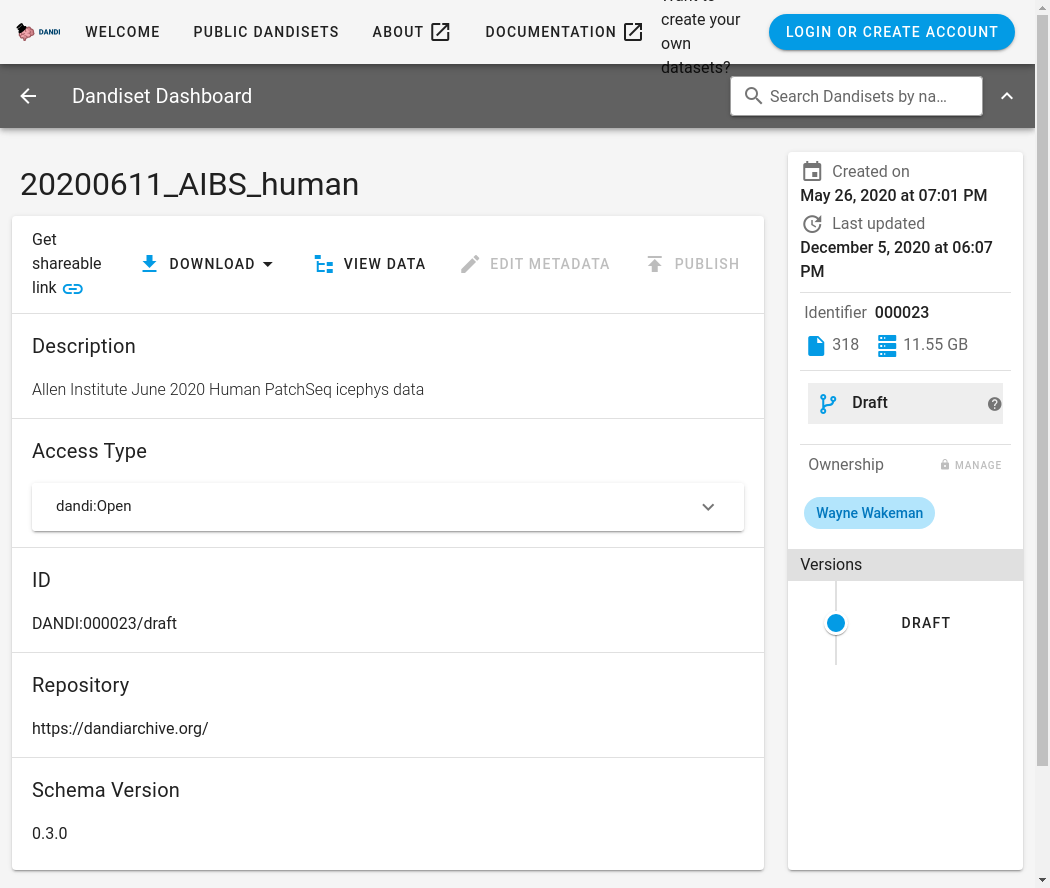 DANDI
WELCOME
PUBLIC DANDISETS
ABOUT
DOCUMENTATION
create your
own
datasets?
LOGIN OR CREATE ACCOUNT
Dandiset Dashboard
Search Dandisets by na...
20200611_AIBS_human
Get
shareable
link
DOWNLOAD
VIEW DATA
EDIT METADATA
PUBLISH
Description
Allen Institute June 2020 Human PatchSeq icephys data
Access Type
dandi:Open
ID
DANDI:000023/draft
Repository
https://dandiarchive.org/
Schema Version
0.3.0
Created on
May 26, 2020 at 07:01 PM
Last updated
December 5, 2020 at 06:07
PM
Identifier 000023
318 11.55 GB
Draft
Ownership
MANAGE
Wayne Wakeman
Versions
DRAFT